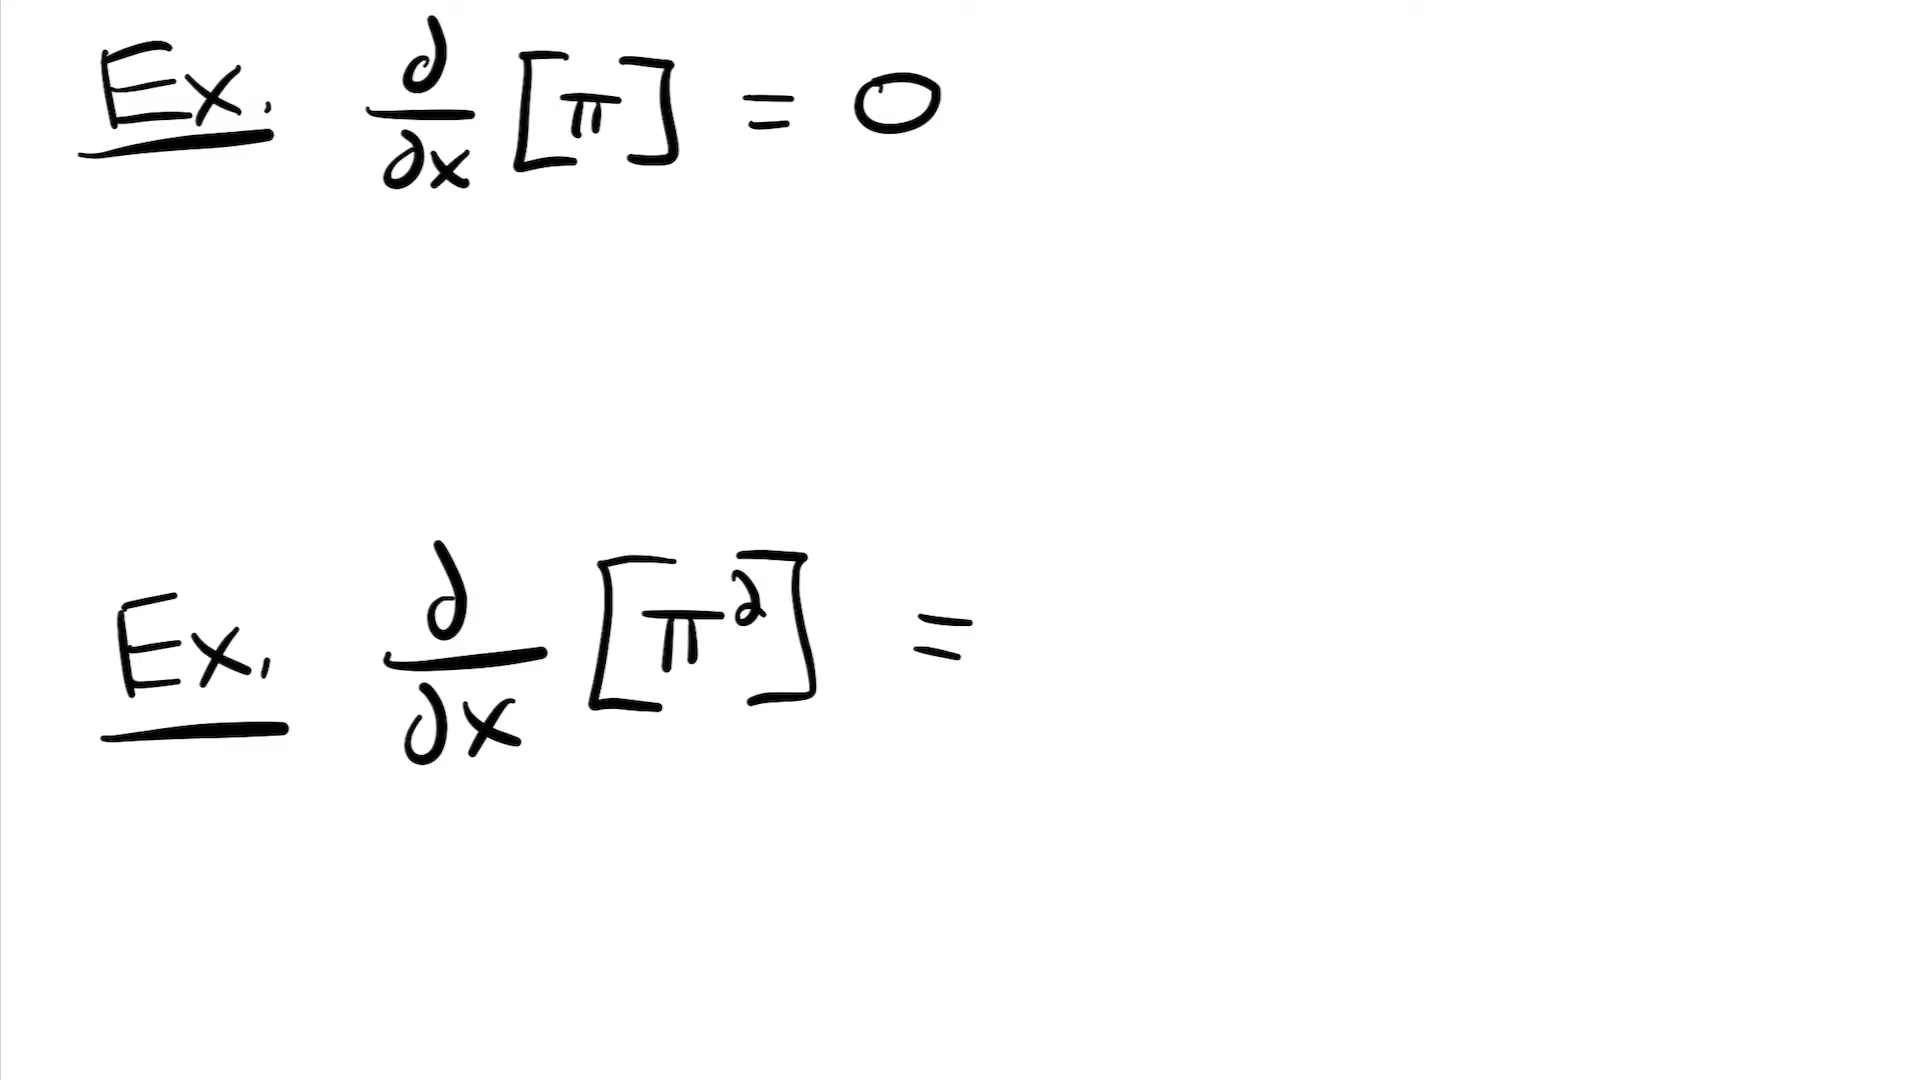 Ex. ∂/∂x [π] = 0
Ex. ∂/∂x [π²] =